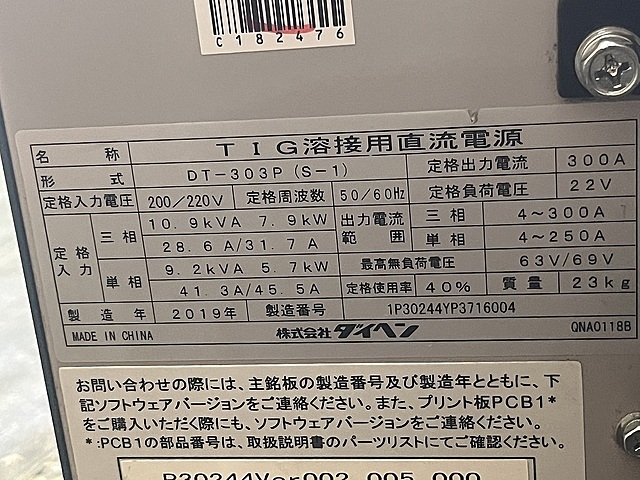 C182476
名称 TIG溶接用直流電源
形式 DT-303P (S-1) 定格出力電流 300A
定格入力電圧 200/220V 定格周波数 50/60Hz 定格負荷電圧 22V
定格入力 三相 10.9kVA 7.9kW 出力電流範囲 三相 4～300A
28.6A/31.7A 単相 4～250A
単相 9.2kVA 5.7kW 最高無負荷電圧 63V/69V
41.3A/45.5A 定格使用率 40% 質量 23kg
製造年 2019年 製造番号 1P30244YP3716004
MADE IN CHINA 株式会社ダイヘン QNA0118B
お問い合わせの際には、主銘板の製造番号及び製造年とともに、下
記ソフトウェアバージョンをご連絡ください。また、プリント板PCB1*
をご購入いただく際にも、ソフトウェアバージョンをご連絡ください。
*:PCB1の部品番号は、取扱説明書のパーツリストにてご確認ください。
P30244Ver002.005.000